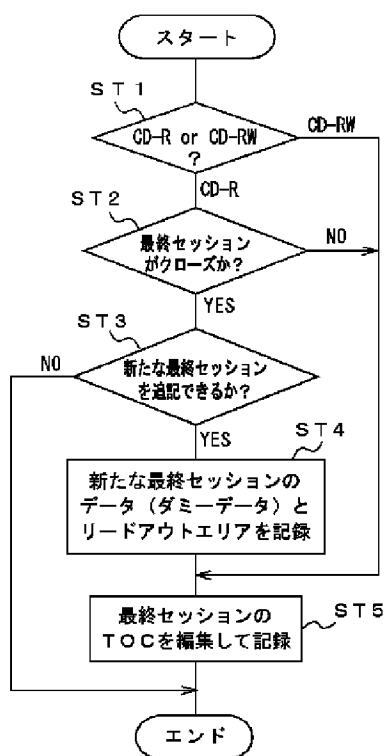 スタート
ST1
CD-R or CD-RW
?
CD-RW
CD-R
ST2
最終セッション
がクローズか?
NO
YES
ST3
NO
新たな最終セッション
を追記できるか?
YES
ST4
新たな最終セッションの
データ(ダミーデータ)と
リードアウトエリアを記録
ST5
最終セッションの
TOCを編集して記録
エンド